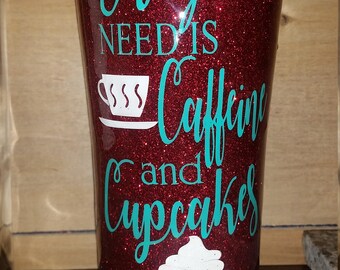 NEED IS
Caffeine
and
Cupcakes